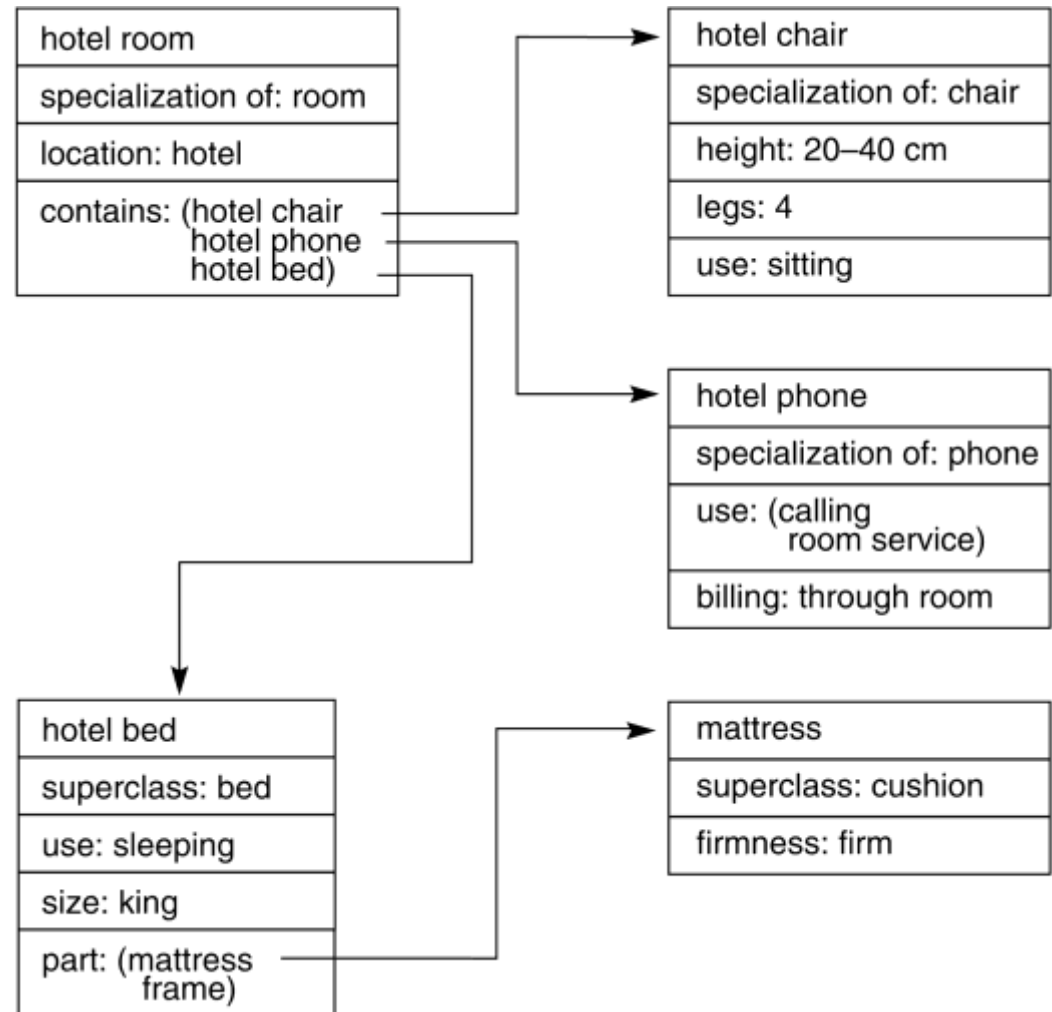 hotel room
specialization of: room
location: hotel
contains: (hotel chair
hotel phone
hotel bed)
hotel chair
specialization of: chair
height: 20–40 cm
legs: 4
use: sitting
hotel phone
specialization of: phone
use: (calling
room service)
billing: through room
hotel bed
superclass: bed
use: sleeping
size: king
part: (mattress
frame)
mattress
superclass: cushion
firmness: firm